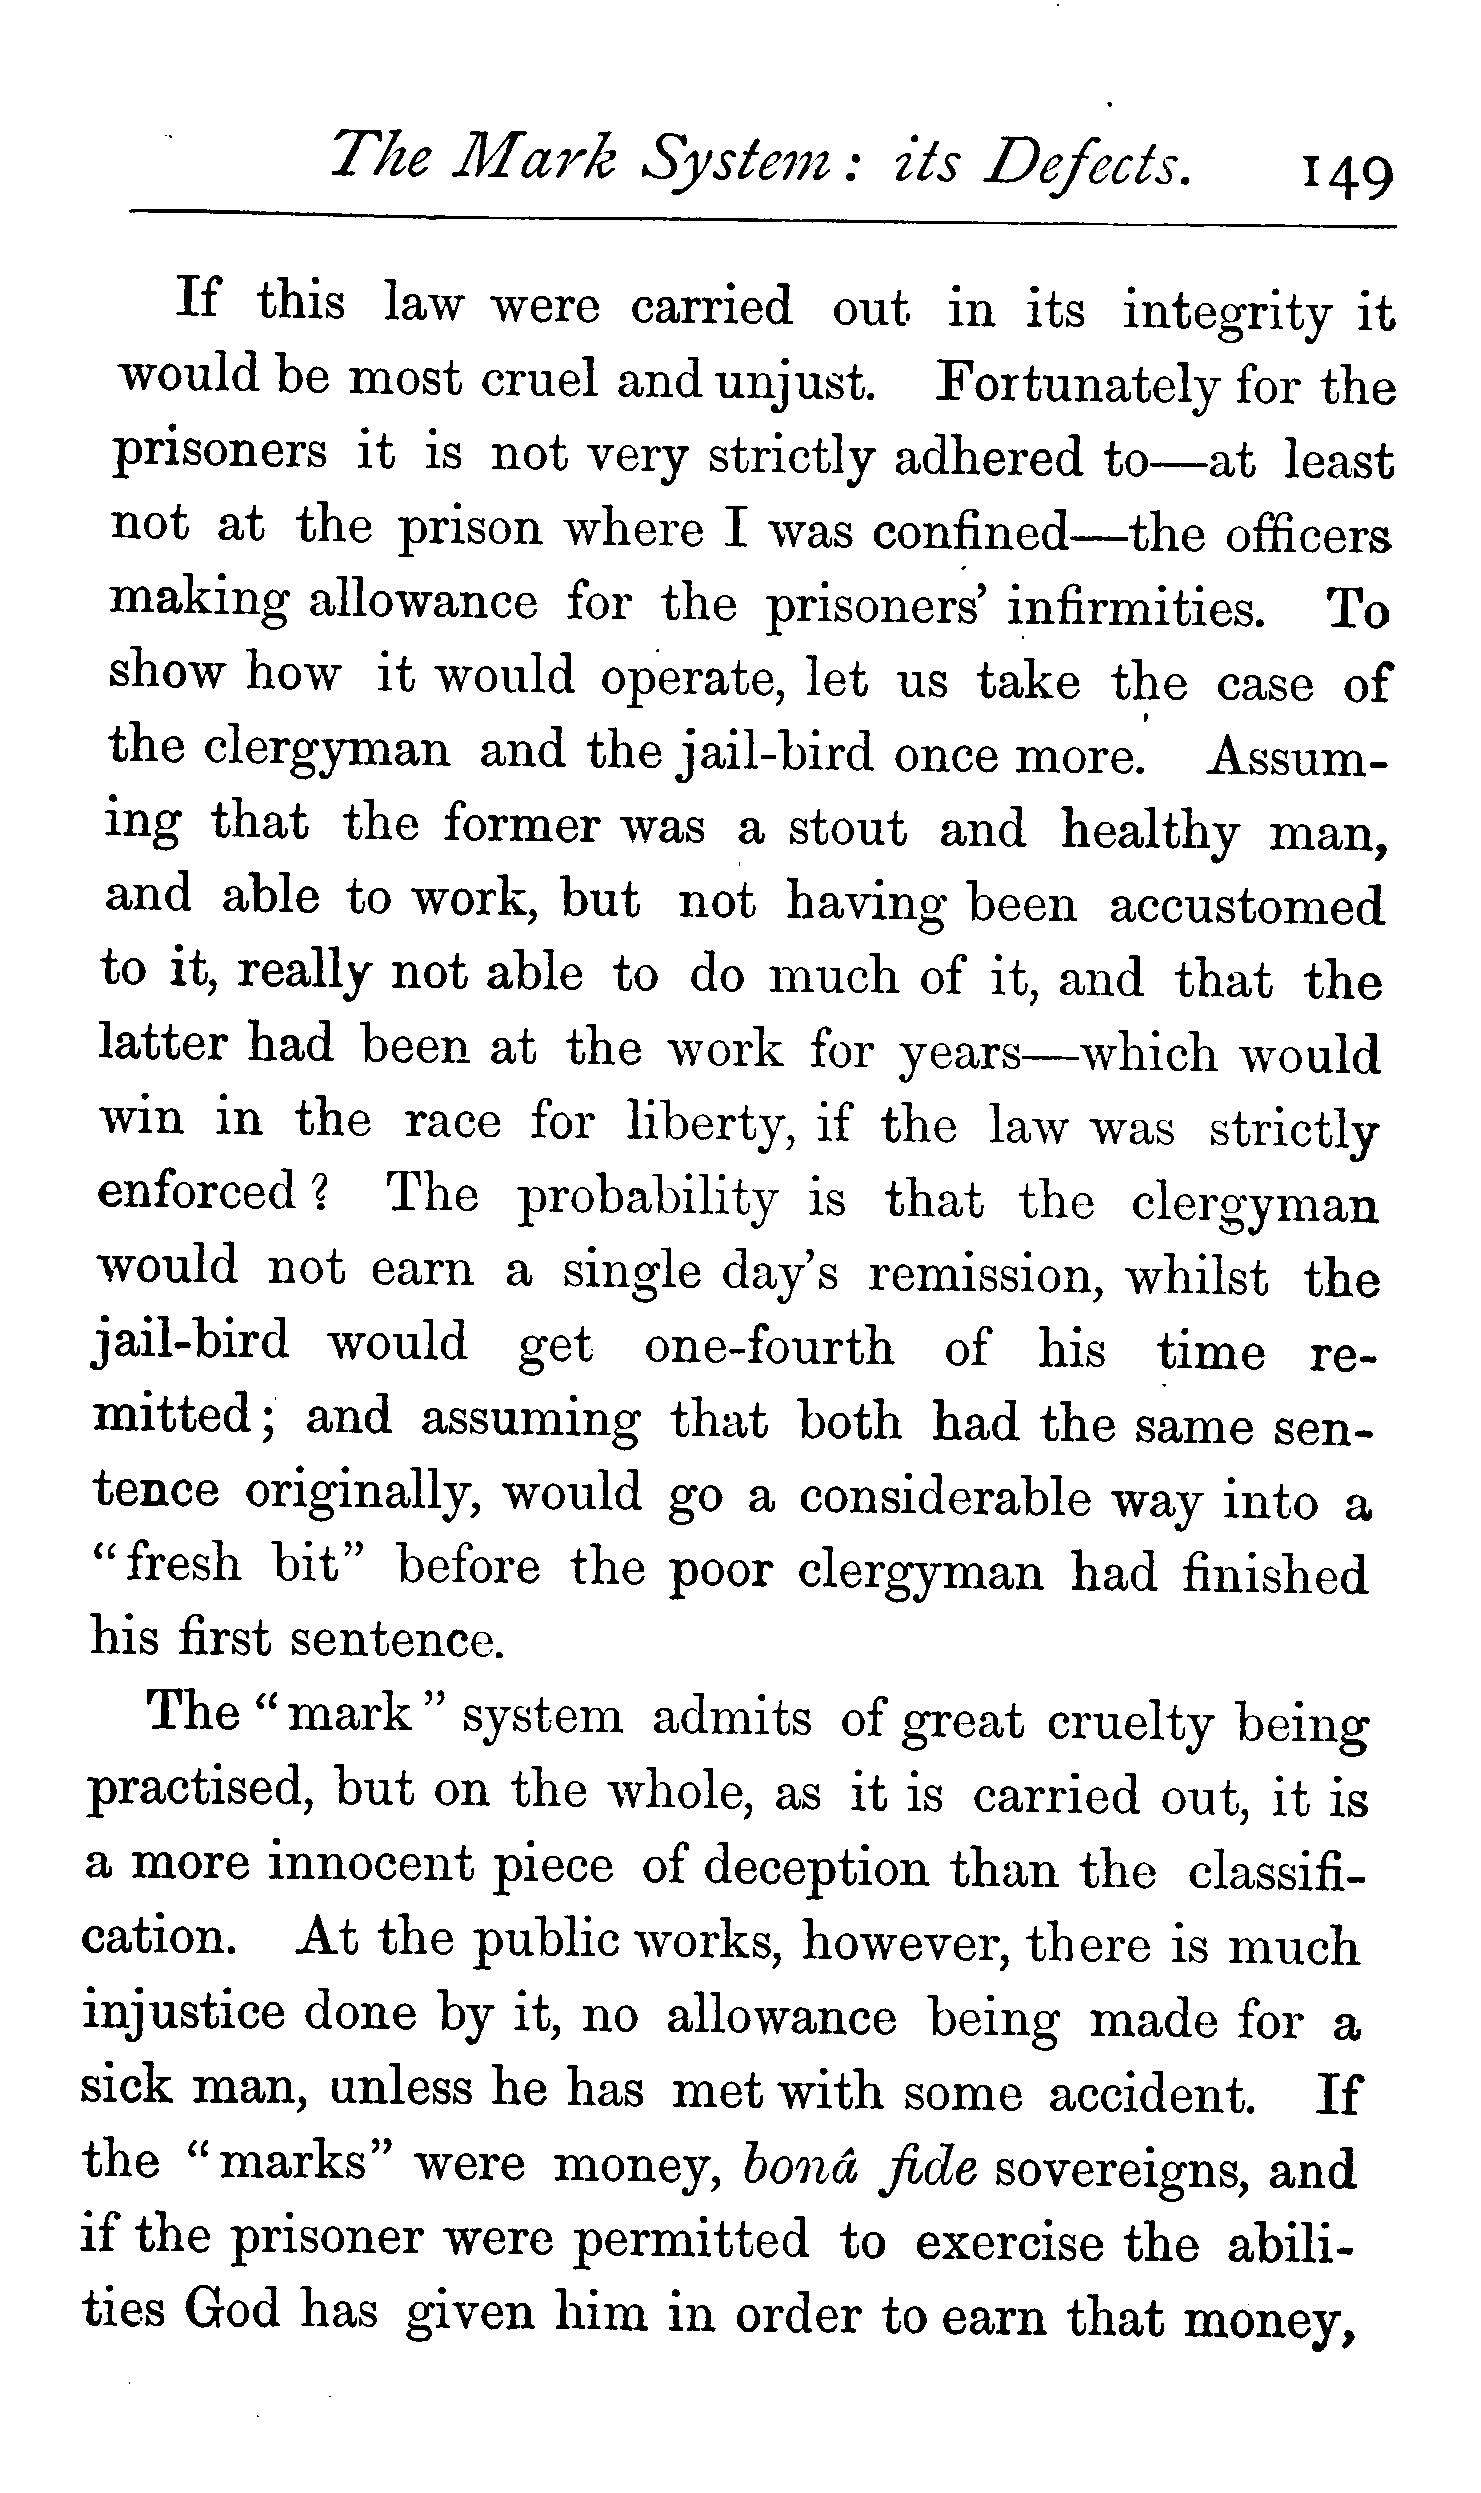 The Mark System: its Defects. 149
If this law were carried out in its integrity it
would be most cruel and unjust. Fortunately for the
prisoners it is not very strictly adhered to—at least
not at the prison where I was confined—the officers
making allowance for the prisoners' infirmities. To
show how it would operate, let us take the case of
the clergyman and the jail-bird once more. Assum-
ing that the former was a stout and healthy man,
and able to work, but not having been accustomed
to it, really not able to do much of it, and that the
latter had been at the work for years—which would
win in the race for liberty, if the law was strictly
enforced? The probability is that the clergyman
would not earn a single day's remission, whilst the
jail-bird would get one-fourth of his time re-
mitted; and assuming that both had the same sen-
tence originally, would go a considerable way into a
"fresh bit" before the poor clergyman had finished
his first sentence.
The "mark" system admits of great cruelty being
practised, but on the whole, as it is carried out, it is
a more innocent piece of deception than the classifi-
cation. At the public works, however, there is much
injustice done by it, no allowance being made for a
sick man, unless he has met with some accident. If
the "marks" were money, bonâ fide sovereigns, and
if the prisoner were permitted to exercise the abili-
ties God has given him in order to earn that money,